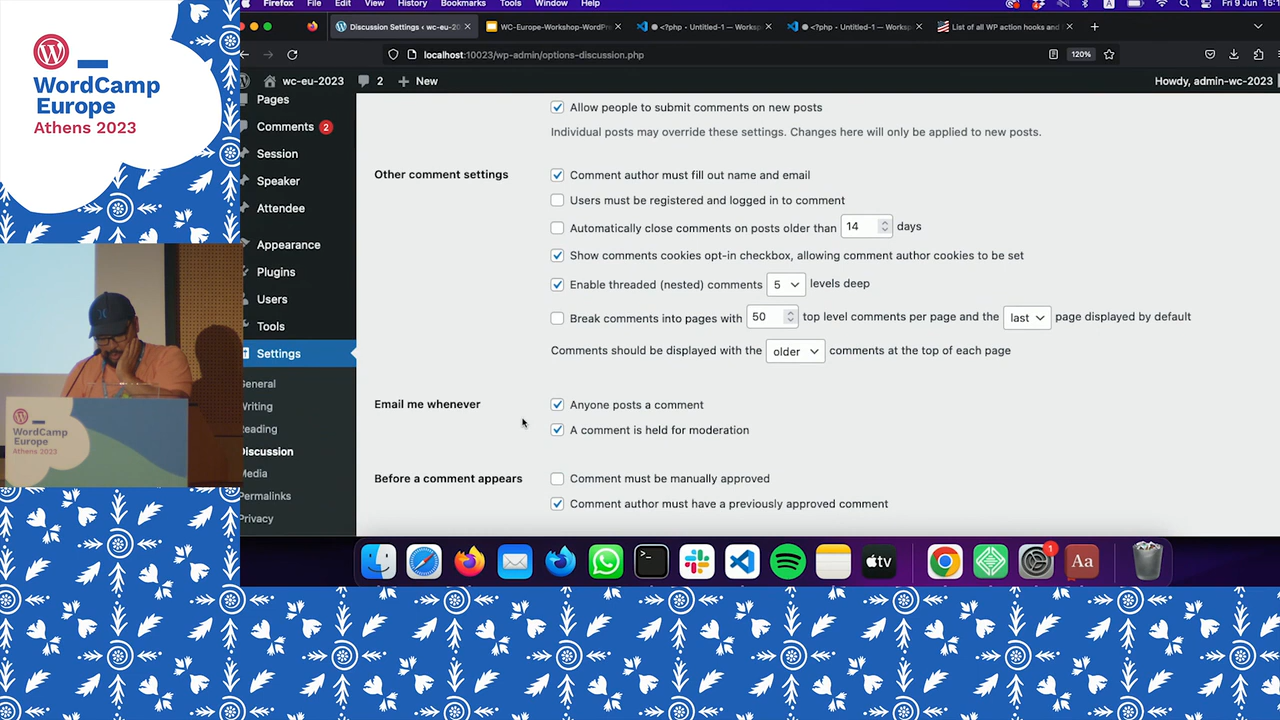 WordCamp
Europe
Athens 2023
WordCamp
Europe
Athens 2023
Firefox File Edit View History Bookmarks Tools Window Help
Fri 9 Jun
Discussion Settings ‹ wc-eu-2023
WC-Europe-Workshop-WordPre
<?php - Untitled-1 — Worksp
<?php - Untitled-1 — Worksp
List of all WP action hooks and
localhost:10023/wp-admin/options-discussion.php
120%
wc-eu-2023 2 New
Howdy, admin-wc-2023
Pages
Comments 2
Session
Speaker
Attendee
Appearance
Plugins
Users
Tools
Settings
General
Writing
Reading
Discussion
Media
Permalinks
Privacy
Allow people to submit comments on new posts
Individual posts may override these settings. Changes here will only be applied to new posts.
Other comment settings
Comment author must fill out name and email
Users must be registered and logged in to comment
Automatically close comments on posts older than 14 days
Show comments cookies opt-in checkbox, allowing comment author cookies to be set
Enable threaded (nested) comments 5 levels deep
Break comments into pages with 50 top level comments per page and the last page displayed by default
Comments should be displayed with the older comments at the top of each page
Email me whenever
Anyone posts a comment
A comment is held for moderation
Before a comment appears
Comment must be manually approved
Comment author must have a previously approved comment
tv
1
Aa